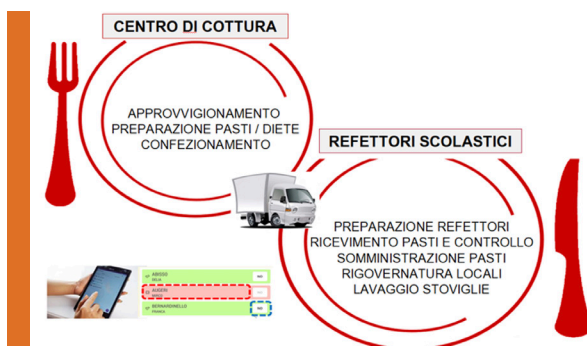 CENTRO DI COTTURA
APPROVVIGIONAMENTO
PREPARAZIONE PASTI / DIETE
CONFEZIONAMENTO
REFETTORI SCOLASTICI
PREPARAZIONE REFETTORI
RICEVIMENTO PASTI E CONTROLLO
SOMMINISTRAZIONE PASTI
RIGOVERNATURA LOCALI
LAVAGGIO STOVIGLIE